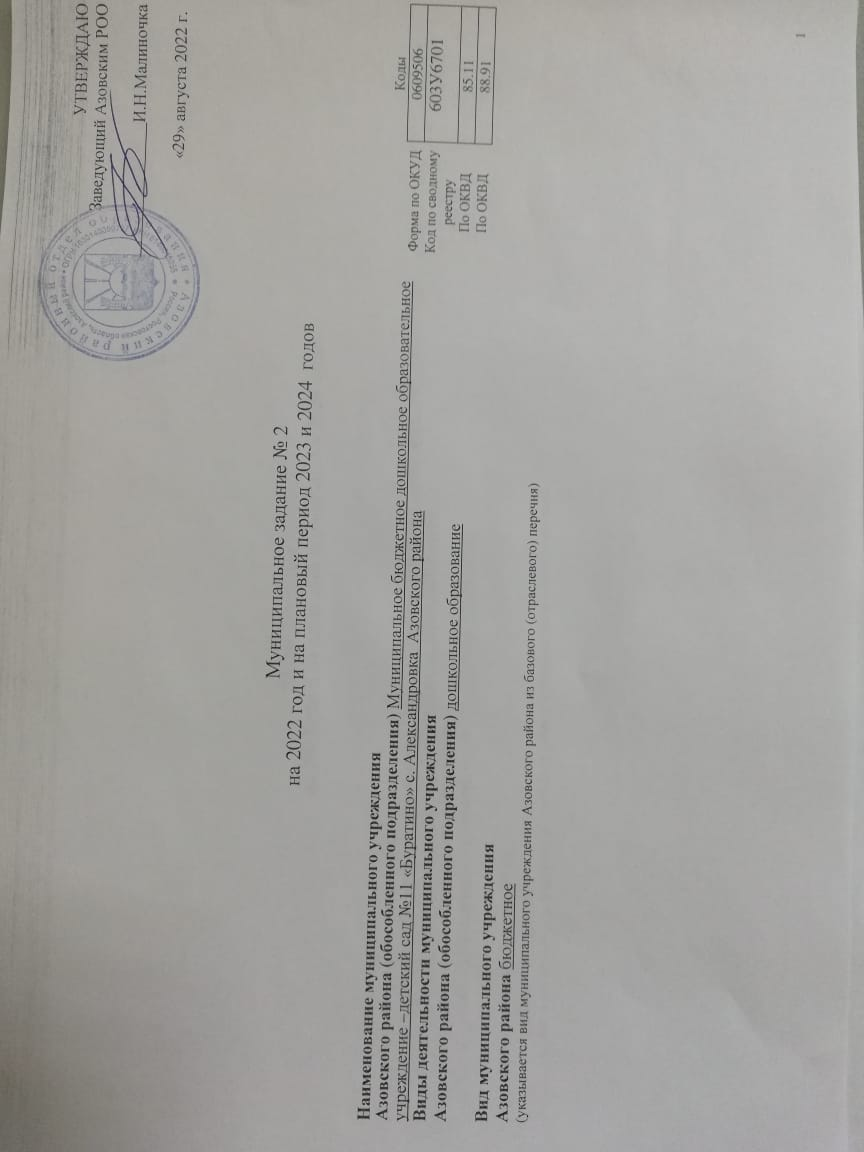 УТВЕРЖДАЮ
Заведующий Азовским РОО
И.Н.Малиночка
«29» августа 2022 г.
Муниципальное задание № 2
на 2022 год и на плановый период 2023 и 2024 годов
Коды
Форма по ОКУД 0609506
Код по сводному реестру 603У6701
По ОКВД 85.11
По ОКВД 88.91
Наименование муниципального учреждения
Азовского района (обособленного подразделения) Муниципальное бюджетное дошкольное образовательное
учреждение –детский сад №11 «Буратино» с. Александровка Азовского района
Виды деятельности муниципального учреждения
Азовского района (обособленного подразделения) дошкольное образование
Вид муниципального учреждения
Азовского района бюджетное
(указывается вид муниципального учреждения Азовского района из базового (отраслевого) перечня)
1